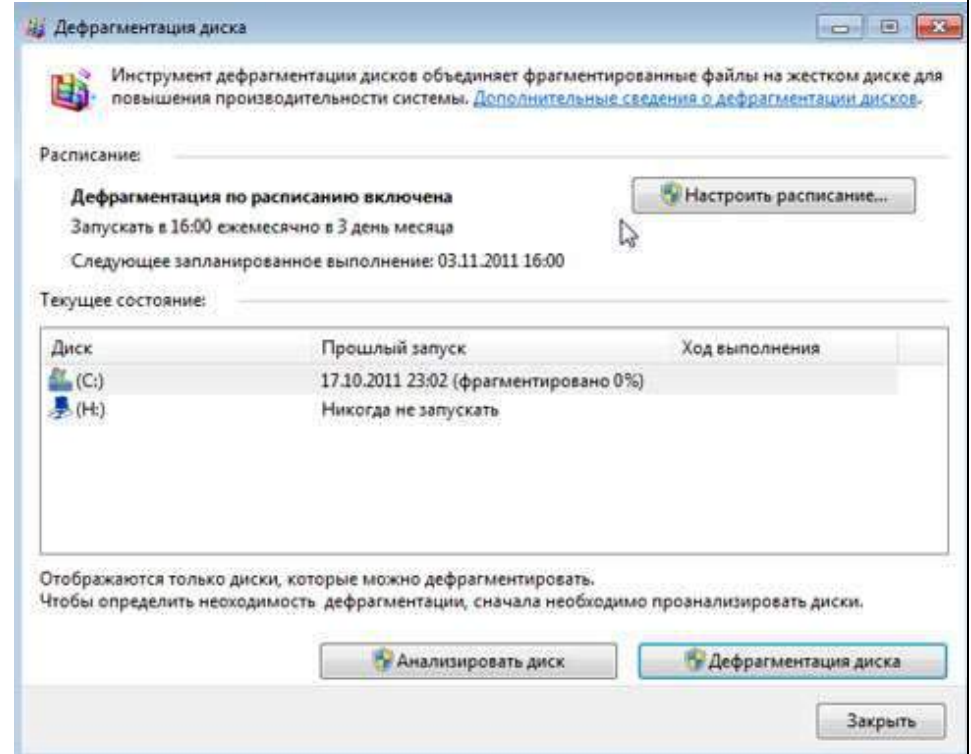 Дефрагментация диска
Инструмент дефрагментации дисков объединяет фрагментированные файлы на жестком диске для
повышения производительности системы. Дополнительные сведения о дефрагментации дисков.
Расписание:
Дефрагментация по расписанию включена
Настроить расписание...
Запускать в 16:00 ежемесячно в 3 день месяца
Следующее запланированное выполнение: 03.11.2011 16:00
Текущее состояние:
Диск Прошлый запуск Ход выполнения
(C:) 17.10.2011 23:02 (фрагментировано 0%)
(H:) Никогда не запускать
Отображаются только диски, которые можно дефрагментировать.
Чтобы определить неоходимость дефрагментации, сначала необходимо проанализировать диски.
Анализировать диск Дефрагментация диска
Закрыть